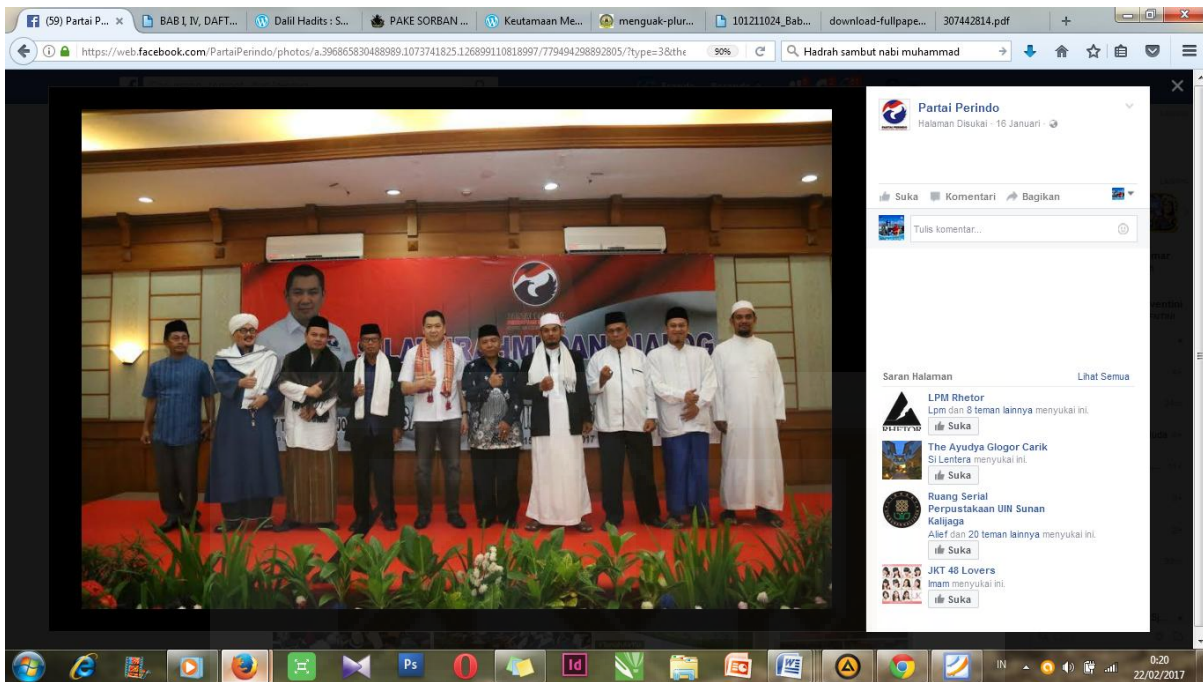 (59) Partai P...
BAB I, IV, DAFT...
Dalil Hadits : S...
PAKE SORBAN ...
Keutamaan Me...
menguak-plur...
101211024_Bab...
download-fullpape...
307442814.pdf
https://web.facebook.com/PartaiPerindo/photos/a.396865830488989.1073741825.126899110818997/779494298892805/?type=3&the
90%
Hadrah sambut nabi muhammad
Partai Perindo
Halaman Disukai · 16 Januari ·
Suka Komentari Bagikan
Tulis komentar...
Saran Halaman Lihat Semua
LPM Rhetor
Lpm dan 8 teman lainnya menyukai ini.
RHETOR
Suka
The Ayudya Glogor Carik
Si Lentera menyukai ini.
Suka
Ruang Serial
Perpustakaan UIN Sunan
Kalijaga
Alief dan 20 teman lainnya menyukai ini.
Suka
JKT 48 Lovers
Imam menyukai ini.
Suka
Ps
Id
IN
0:20
22/02/2017